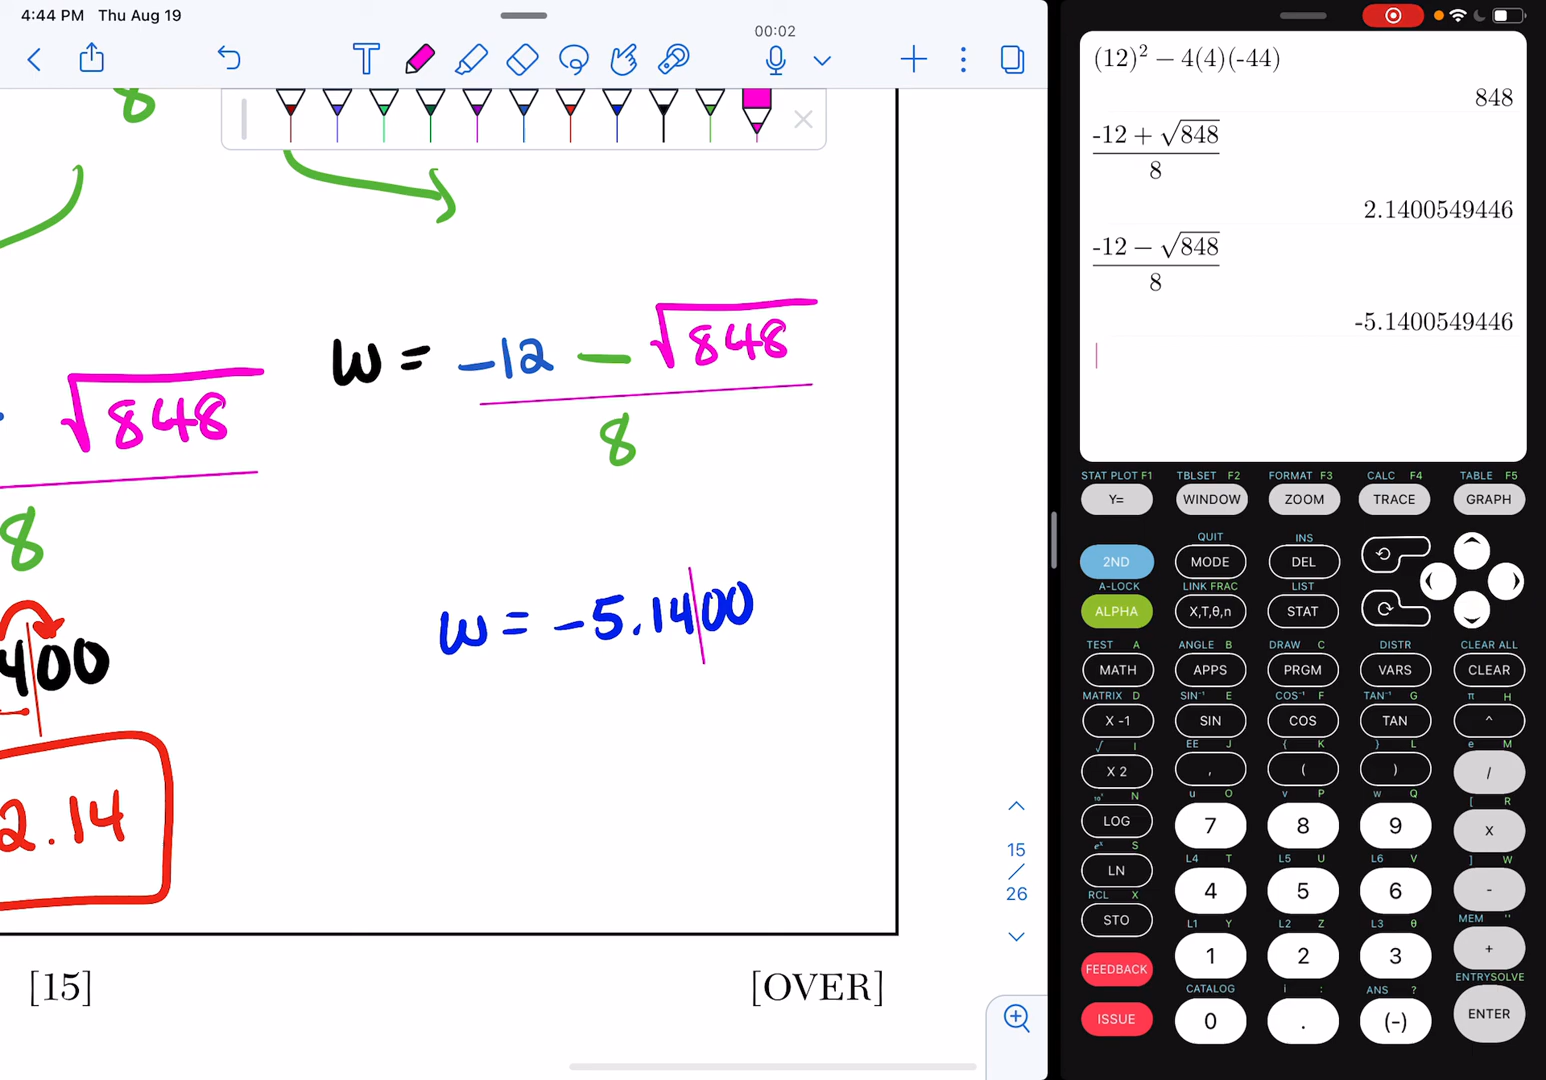 4:44 PM Thu Aug 19
00:02
T
8
√848
8
400
2.14
w = -12 - √848
8
w = -5.1400
15
/
26
[15]
[OVER]
(12)² − 4(4)(-44)
848
-12 + √848
8
2.1400549446
-12 − √848
8
-5.1400549446
STAT PLOT F1 TBLSET F2 FORMAT F3 CALC F4 TABLE F5
Y= WINDOW ZOOM TRACE GRAPH
QUIT INS
2ND MODE DEL
A-LOCK LINK FRAC LIST
ALPHA X,T,θ,n STAT
TEST A ANGLE B DRAW C DISTR CLEAR ALL
MATH APPS PRGM VARS CLEAR
MATRIX D SIN⁻¹ E COS⁻¹ F TAN⁻¹ G π H
X -1 SIN COS TAN ^
√ I EE J { K } L e M
X 2 , ( ) /
10ˣ N u O v P w Q [ R
LOG 7 8 9 X
eˣ S L4 T L5 U L6 V ] W
LN 4 5 6 -
RCL X L1 Y L2 Z L3 θ MEM "
STO 1 2 3 +
FEEDBACK
CATALOG i : ANS ? ENTRY SOLVE
ISSUE 0 . (-) ENTER